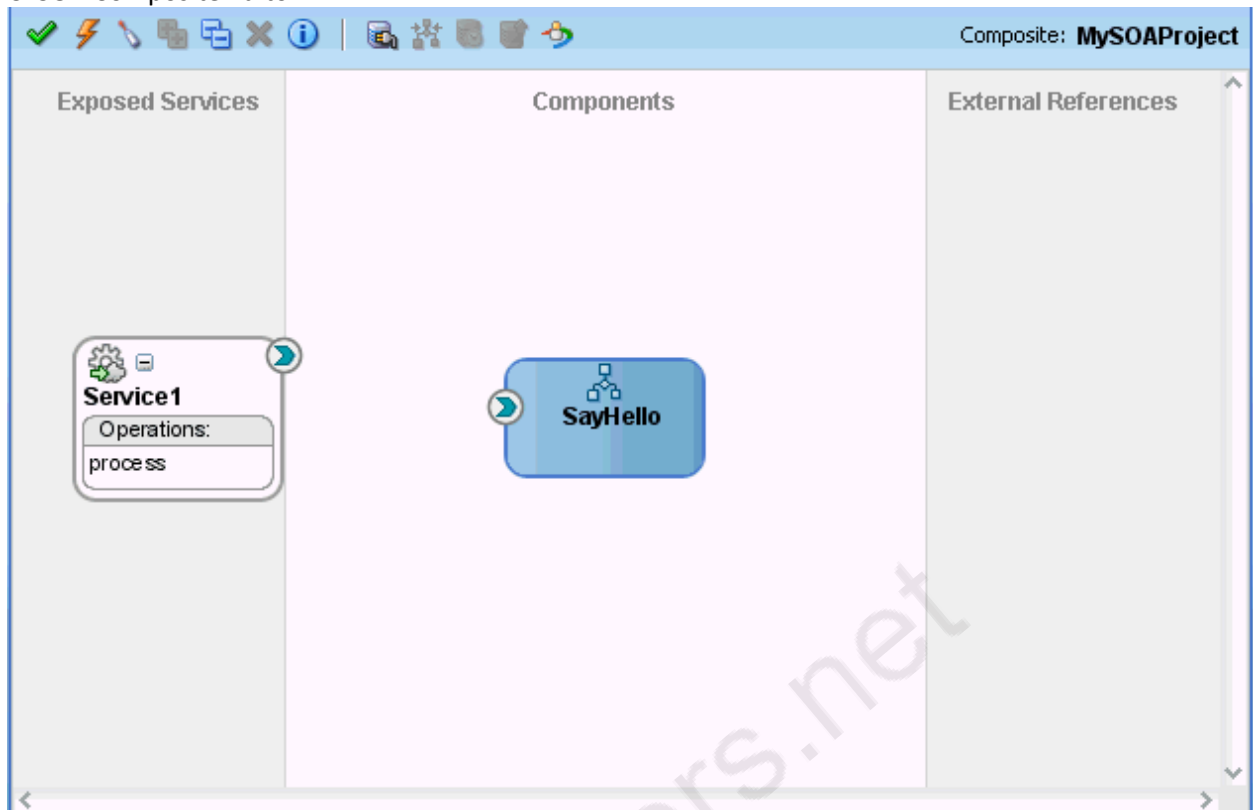 Composite: MySOAProject
Exposed Services
Components
External References
Service1
Operations:
process
SayHello
rs.net